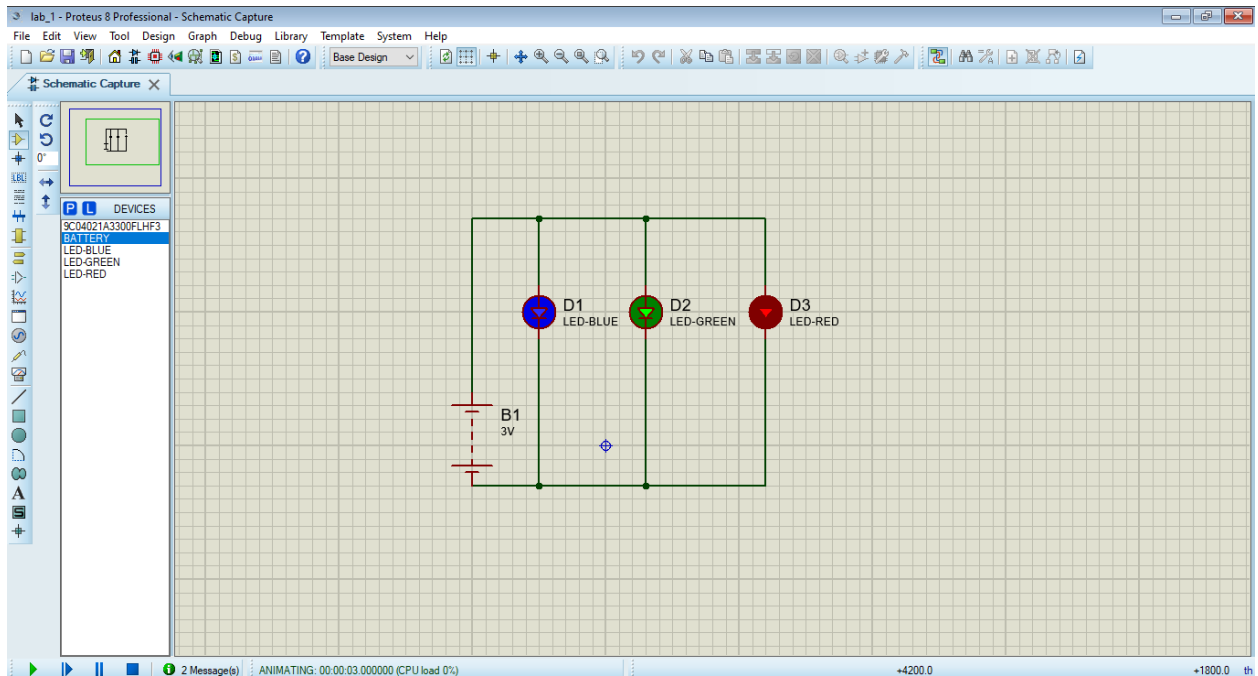 lab_1 - Proteus 8 Professional - Schematic Capture
File Edit View Tool Design Graph Debug Library Template System Help
Base Design
Schematic Capture
0°
LBL
P L DEVICES
9C04021A3300FLHF3
BATTERY
LED-BLUE
LED-GREEN
LED-RED
D1
LED-BLUE
D2
LED-GREEN
D3
LED-RED
B1
3V
A
S
2 Message(s) ANIMATING: 00:00:03.000000 (CPU load 0%) +4200.0 +1800.0 th